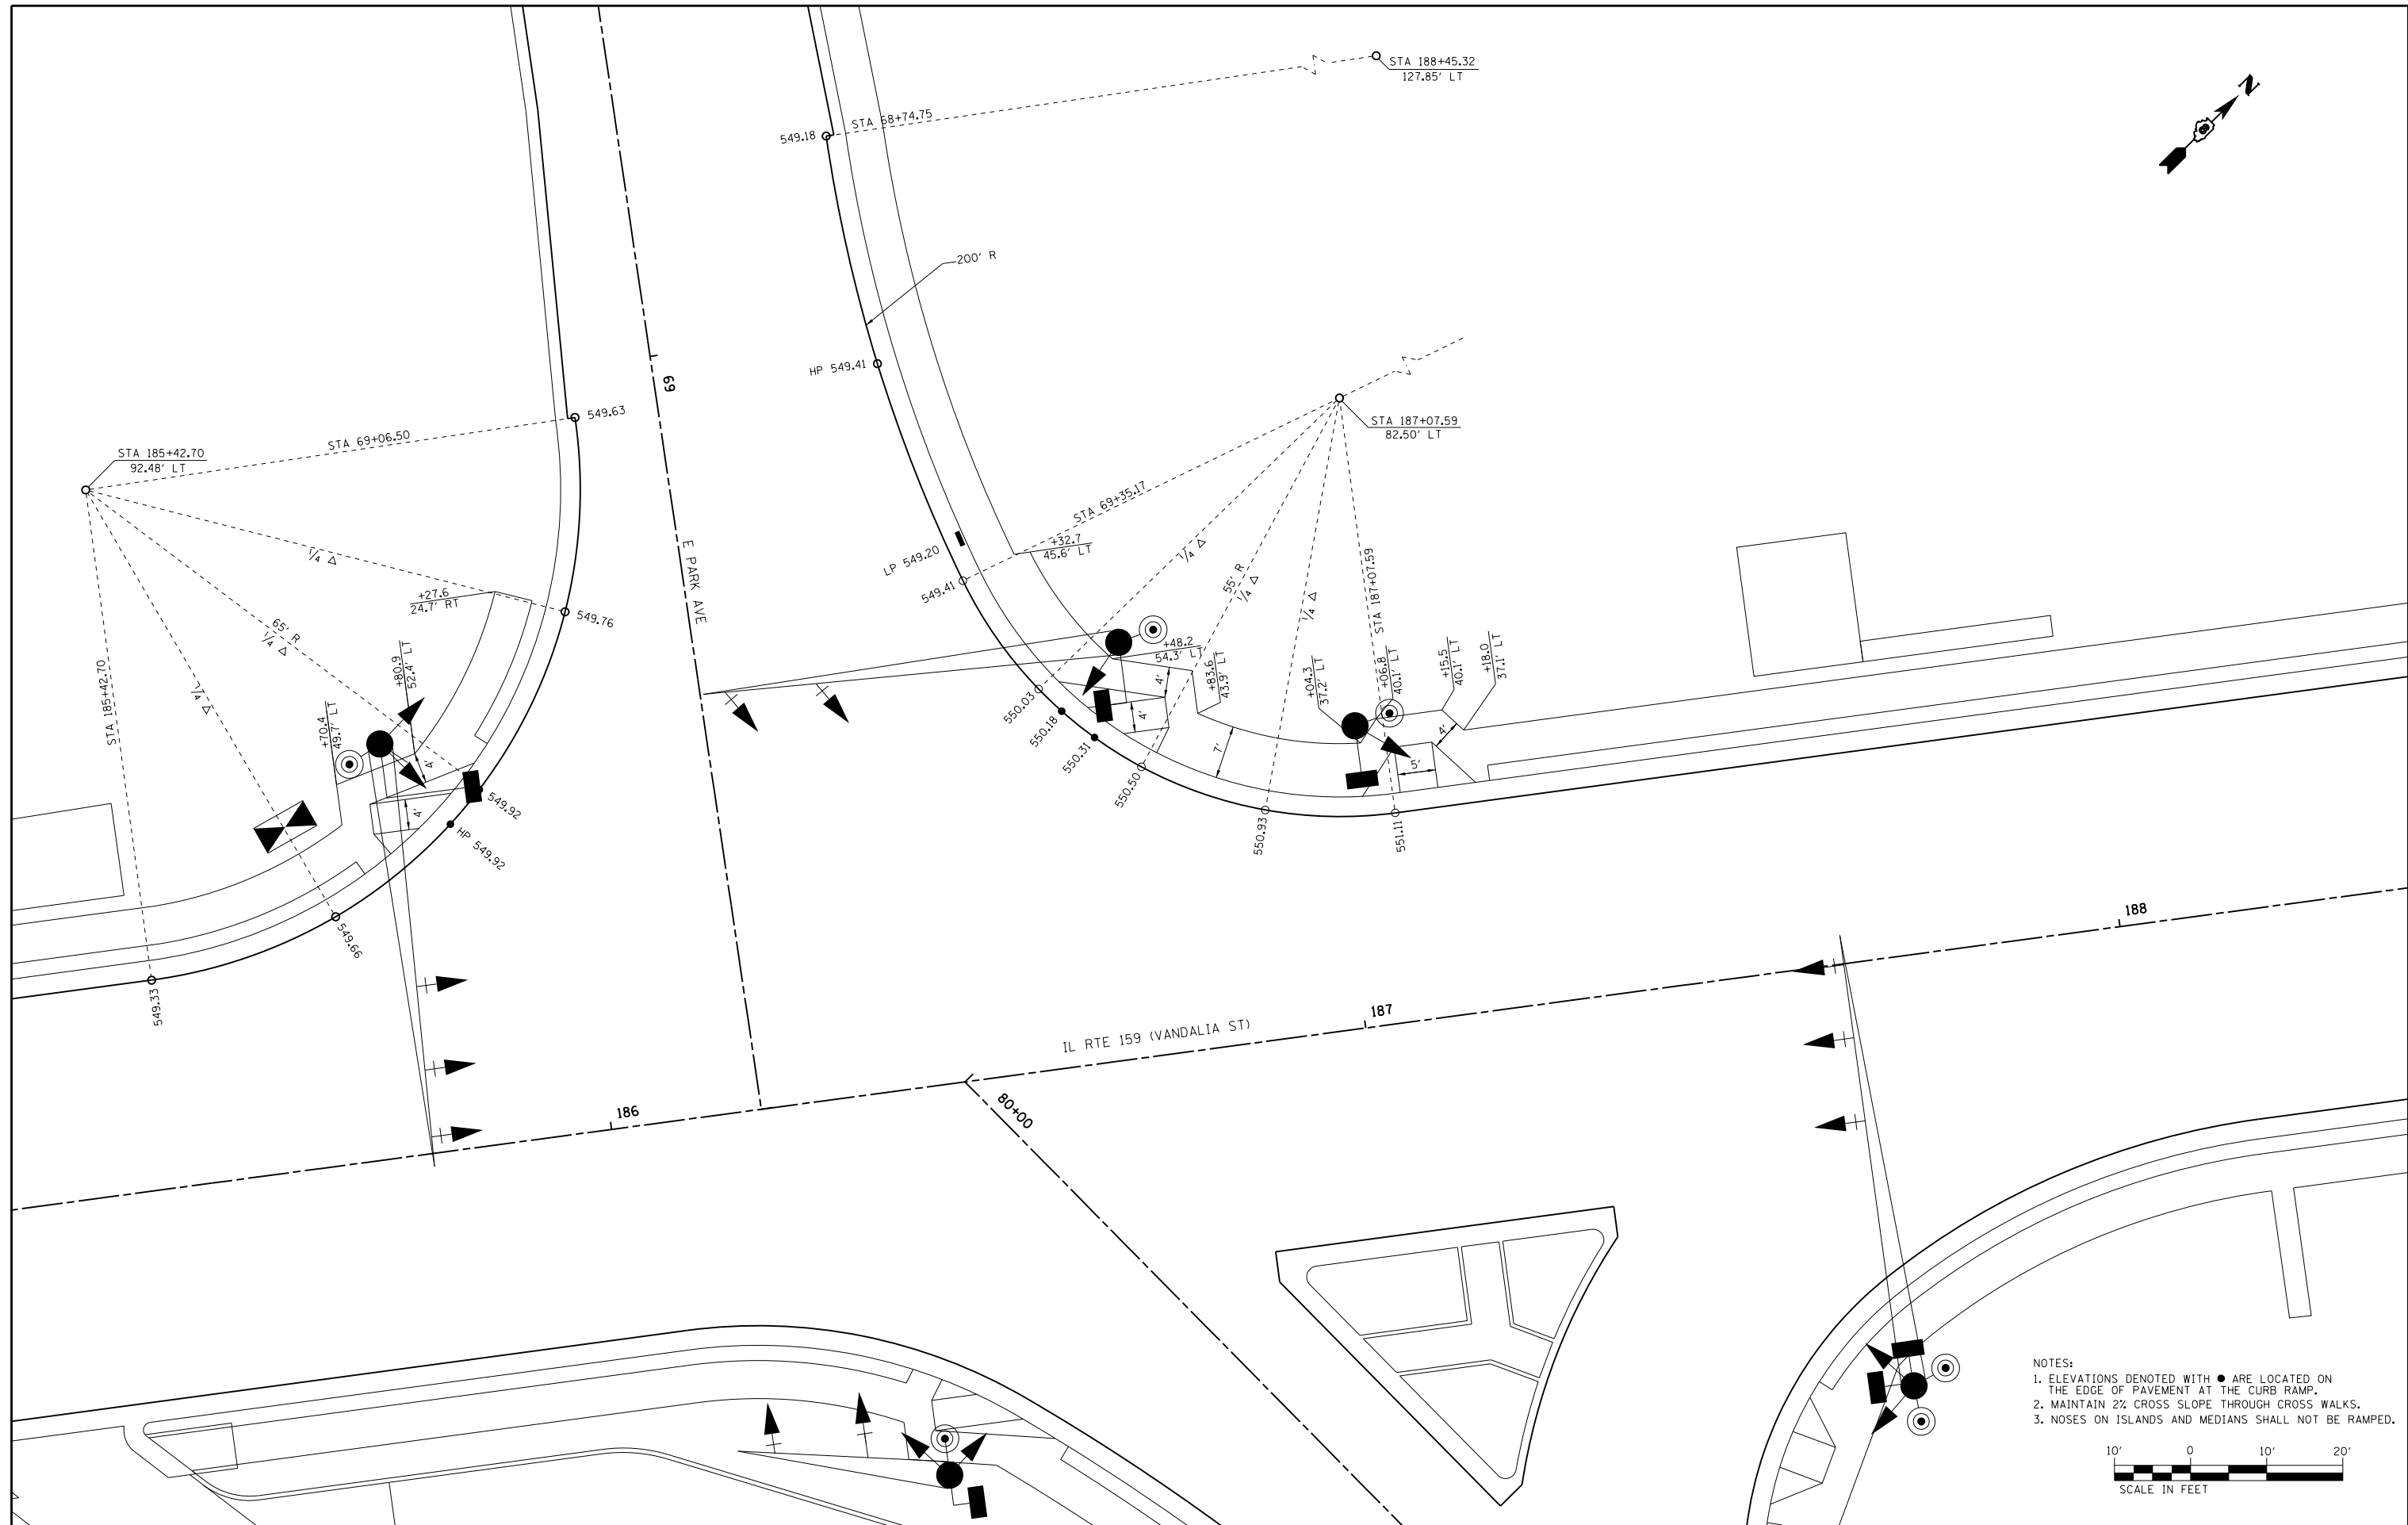 STA 188+45.32
127.85' LT
N
549.18
STA 68+74.75
200' R
HP 549.41
69
549.63
STA 69+06.50
STA 185+42.70
92.48' LT
STA 187+07.59
82.50' LT
1/4 Δ
+27.6
24.7' RT
549.76
65' R
1/4 Δ
STA 185+42.70
1/4 Δ
+80.9
52.4' LT
+70.4
49.7' LT
4'
4'
549.92
HP 549.92
549.66
549.33
E PARK AVE
LP 549.20
549.41
STA 69+35.17
+32.7
45.6' LT
1/4 Δ
55' R
1/4 Δ
1/4 Δ
STA 187+07.59
+48.2
54.3' LT
4'
4'
+83.6
43.9' LT
7'
+04.3
37.2' LT
+06.8
40.1' LT
+15.5
40.1' LT
+18.0
37.1' LT
4'
5'
550.03
550.18
550.31
550.50
550.93
551.11
188
187
IL RTE 159 (VANDALIA ST)
186
80+00
NOTES:
1. ELEVATIONS DENOTED WITH ● ARE LOCATED ON
THE EDGE OF PAVEMENT AT THE CURB RAMP.
2. MAINTAIN 2% CROSS SLOPE THROUGH CROSS WALKS.
3. NOSES ON ISLANDS AND MEDIANS SHALL NOT BE RAMPED.
10' 0 10' 20'
SCALE IN FEET